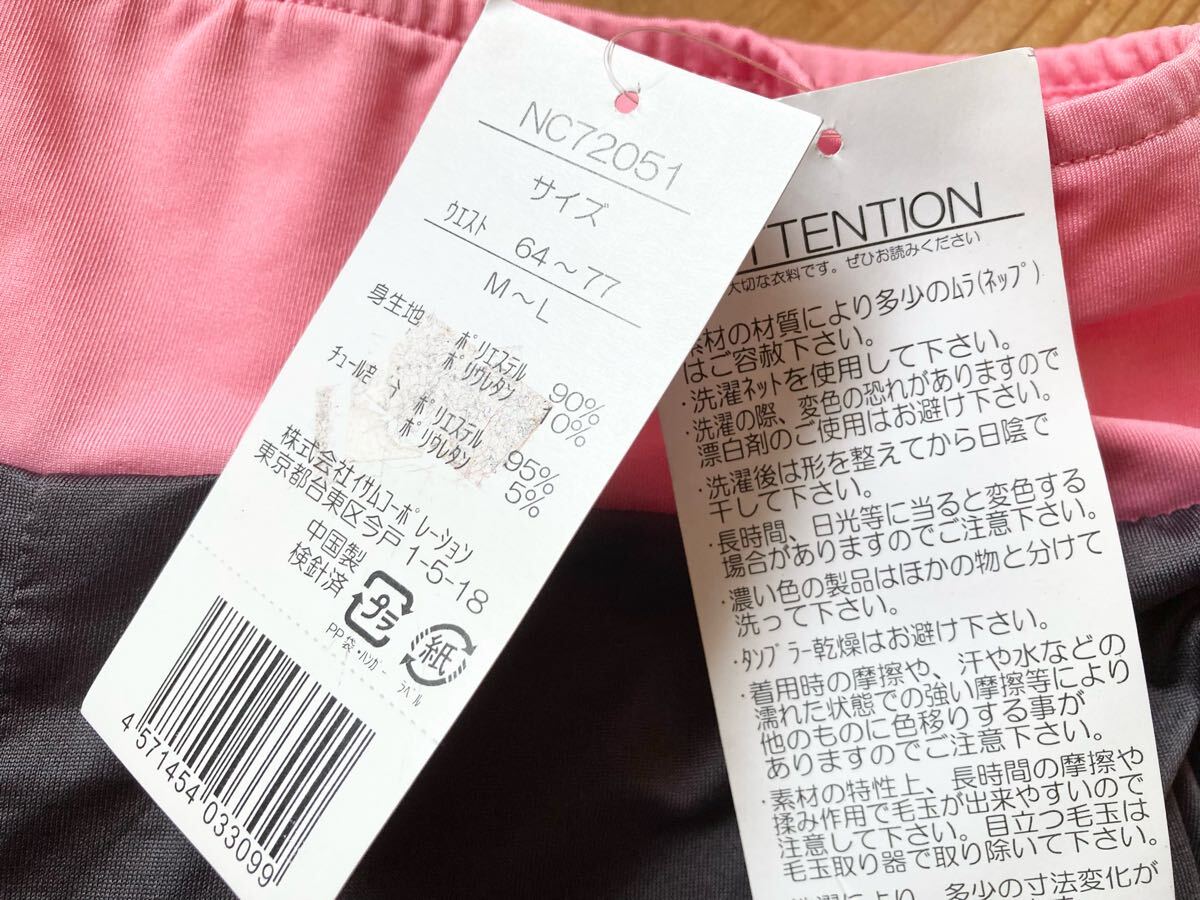 NC72051
サイズ
ウエスト 64～77
M～L
身生地 ポリエステル 90%
ポリウレタン 10%
ポリエステル 95%
ポリウレタン 5%
株式会社イサムコーポレーション
東京都台東区今戸1-5-18
中国製
検針済
プラ
紙
PP袋・ハンガー ラベル
4571454033099
TTENTION
大切な衣料です。ぜひお読みください
素材の材質により多少のムラ(ネップ)
はご容赦下さい。
・洗濯ネットを使用して下さい。
・洗濯の際、変色の恐れがありますので
漂白剤のご使用はお避け下さい。
・洗濯後は形を整えてから日陰で
干して下さい。
・長時間、日光等に当ると変色する
場合がありますのでご注意下さい。
・濃い色の製品はほかの物と分けて
洗って下さい。
・タンブラー乾燥はお避け下さい。
・着用時の摩擦や、汗や水などの
濡れた状態での強い摩擦等により
他のものに色移りする事が
ありますのでご注意下さい。
・素材の特性上、長時間の摩擦や
揉み作用で毛玉が出来やすいので
注意して下さい。目立つ毛玉は
毛玉取り器で取り除いて下さい。
により、多少の寸法変化が